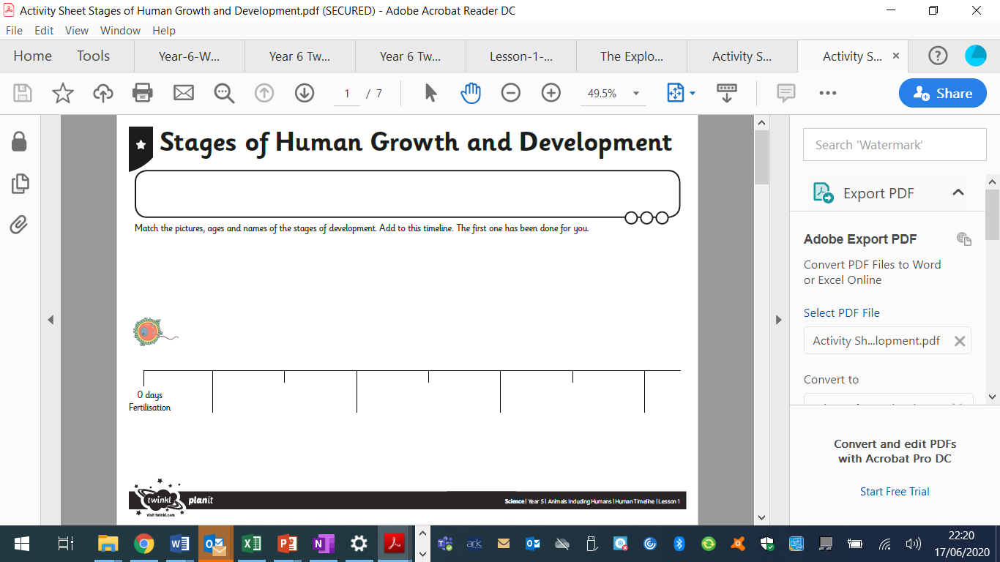 Activity Sheet Stages of Human Growth and Development.pdf (SECURED) - Adobe Acrobat Reader DC
File Edit View Window Help
Home Tools Year-6-W... Year 6 Tw... Year 6 Tw... Lesson-1-... The Explo... Activity S... Activity S...
1 / 7 49.5% Share
Stages of Human Growth and Development
Match the pictures, ages and names of the stages of development. Add to this timeline. The first one has been done for you.
0 days
Fertilisation
twinkl planit
visit twinkl.com
Science | Year 5 | Animals Including Humans | Human Timeline | Lesson 1
Search 'Watermark'
Export PDF
Adobe Export PDF
Convert PDF Files to Word
or Excel Online
Select PDF File
Activity Sh...lopment.pdf
Convert to
Convert and edit PDFs
with Acrobat Pro DC
Start Free Trial
ark
22:20
17/06/2020